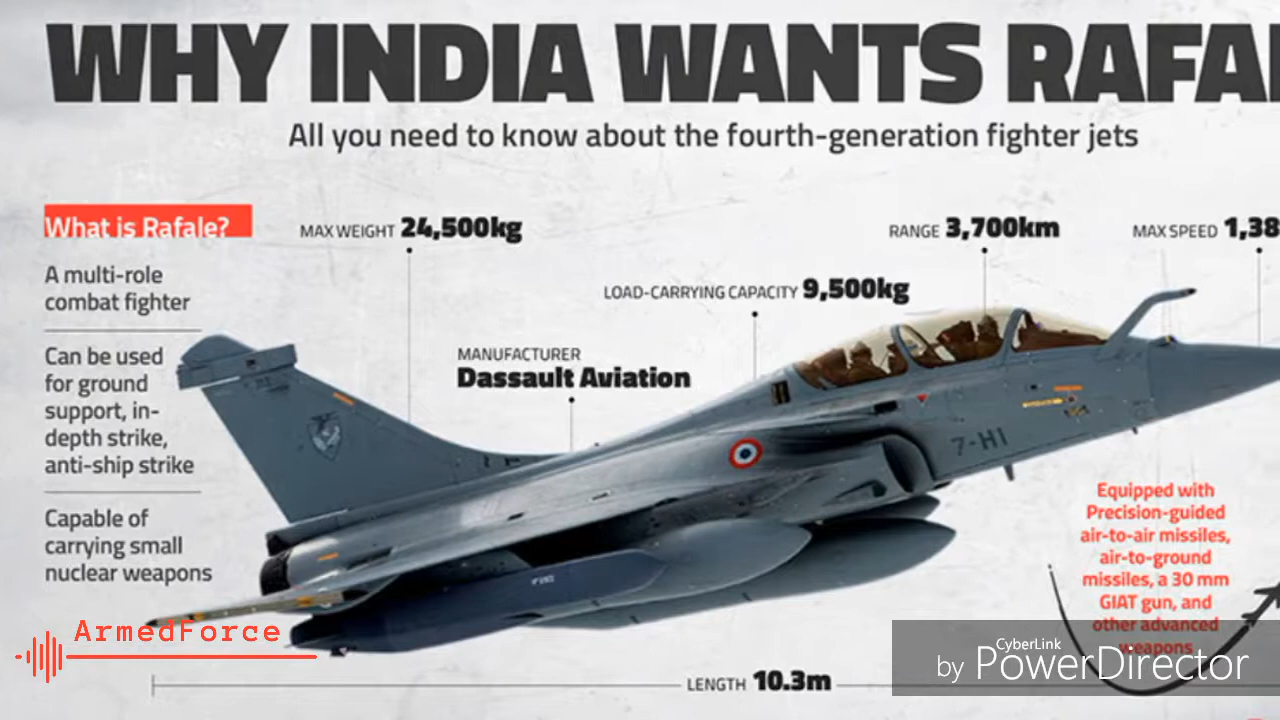 WHY INDIA WANTS RAFA
All you need to know about the fourth-generation fighter jets
What is Rafale?
A multi-role
combat fighter
Can be used
for ground
support, in-
depth strike,
anti-ship strike
Capable of
carrying small
nuclear weapons
MAX WEIGHT 24,500kg
LOAD-CARRYING CAPACITY 9,500kg
MANUFACTURER
Dassault Aviation
RANGE 3,700km
MAX SPEED 1,38
7-HI
Equipped with
Precision-guided
air-to-air missiles,
air-to-ground
missiles, a 30 mm
GIAT gun, and
other advanced
weapons
LENGTH 10.3m
ArmedForce
CyberLink
by PowerDirector